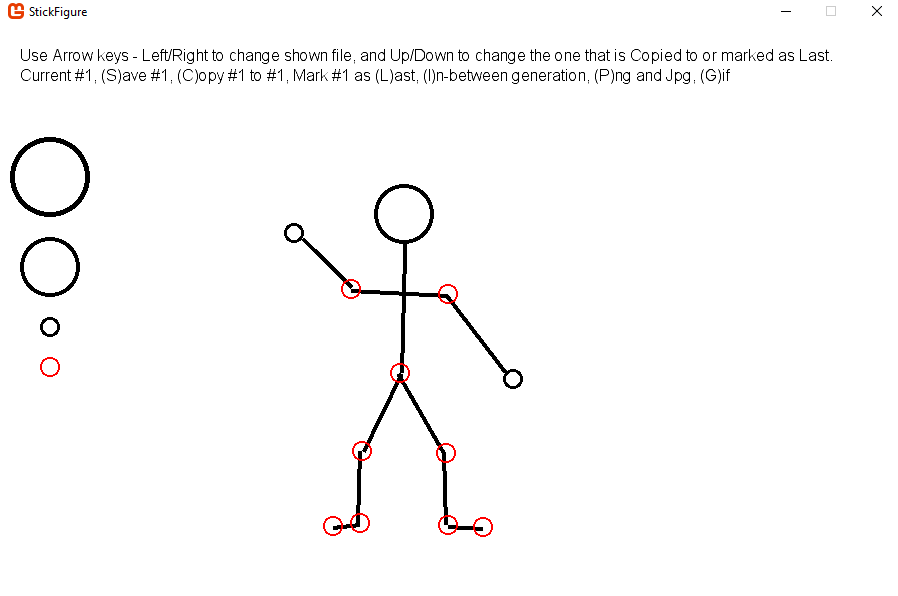 StickFigure
Use Arrow keys - Left/Right to change shown file, and Up/Down to change the one that is Copied to or marked as Last.
Current #1, (S)ave #1, (C)opy #1 to #1, Mark #1 as (L)ast, (I)n-between generation, (P)ng and Jpg, (G)if